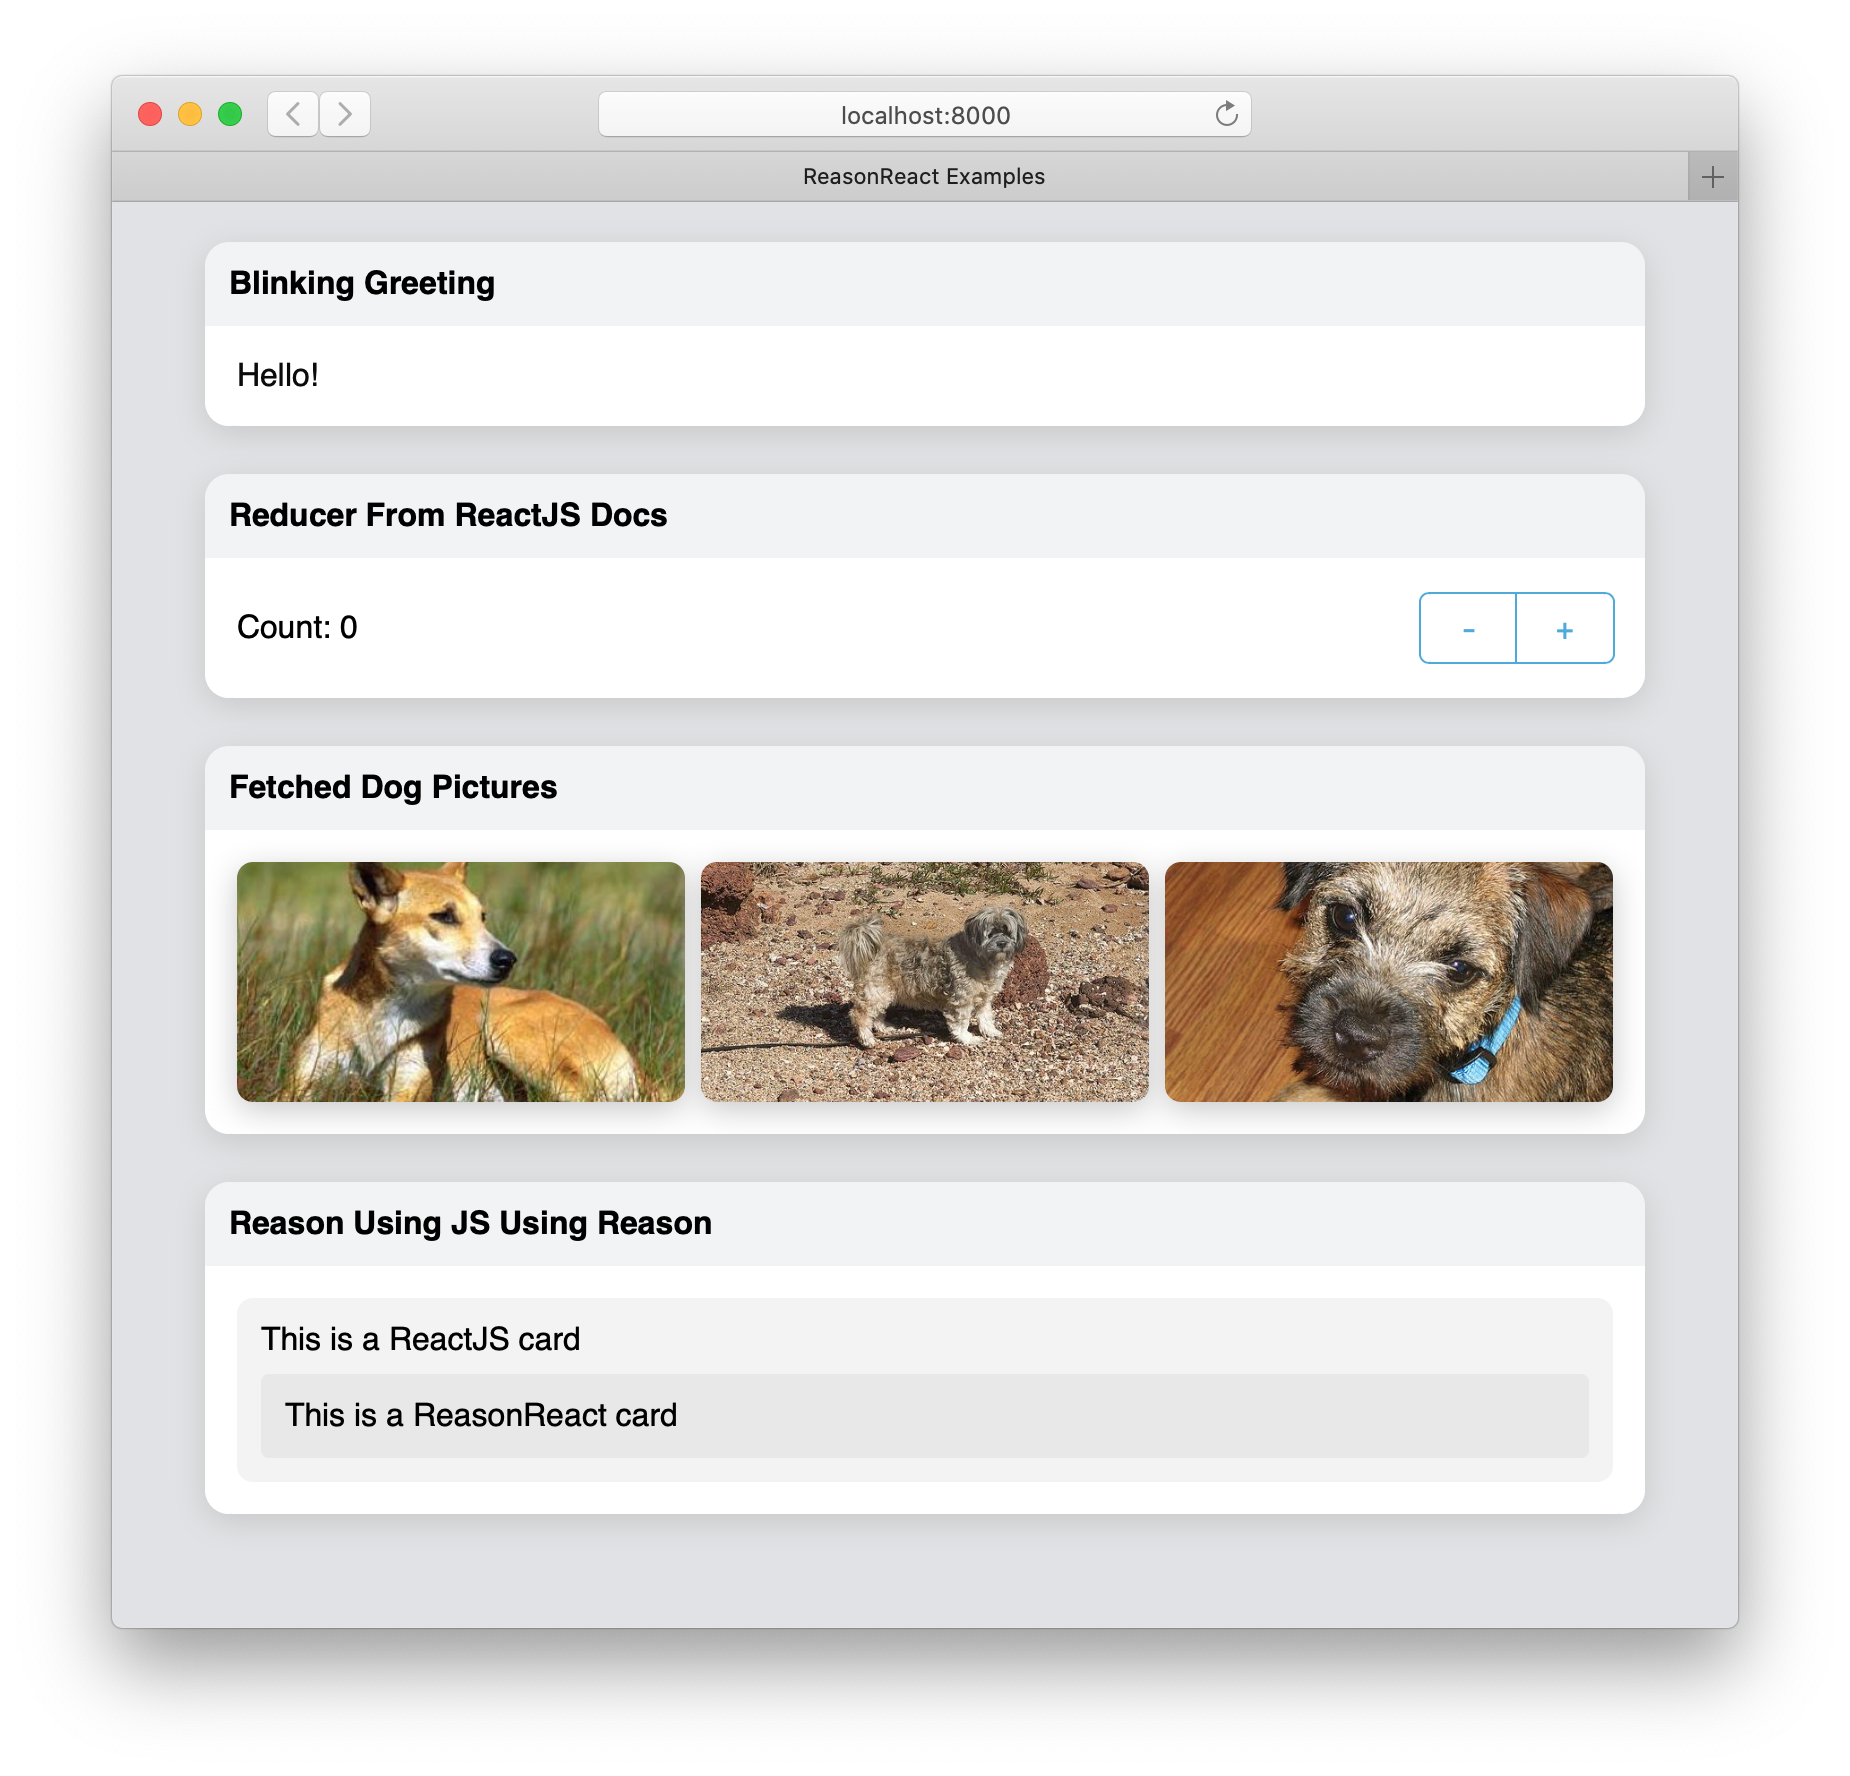 localhost:8000
ReasonReact Examples
Blinking Greeting
Hello!
Reducer From ReactJS Docs
Count: 0
- +
Fetched Dog Pictures
Reason Using JS Using Reason
This is a ReactJS card
This is a ReasonReact card